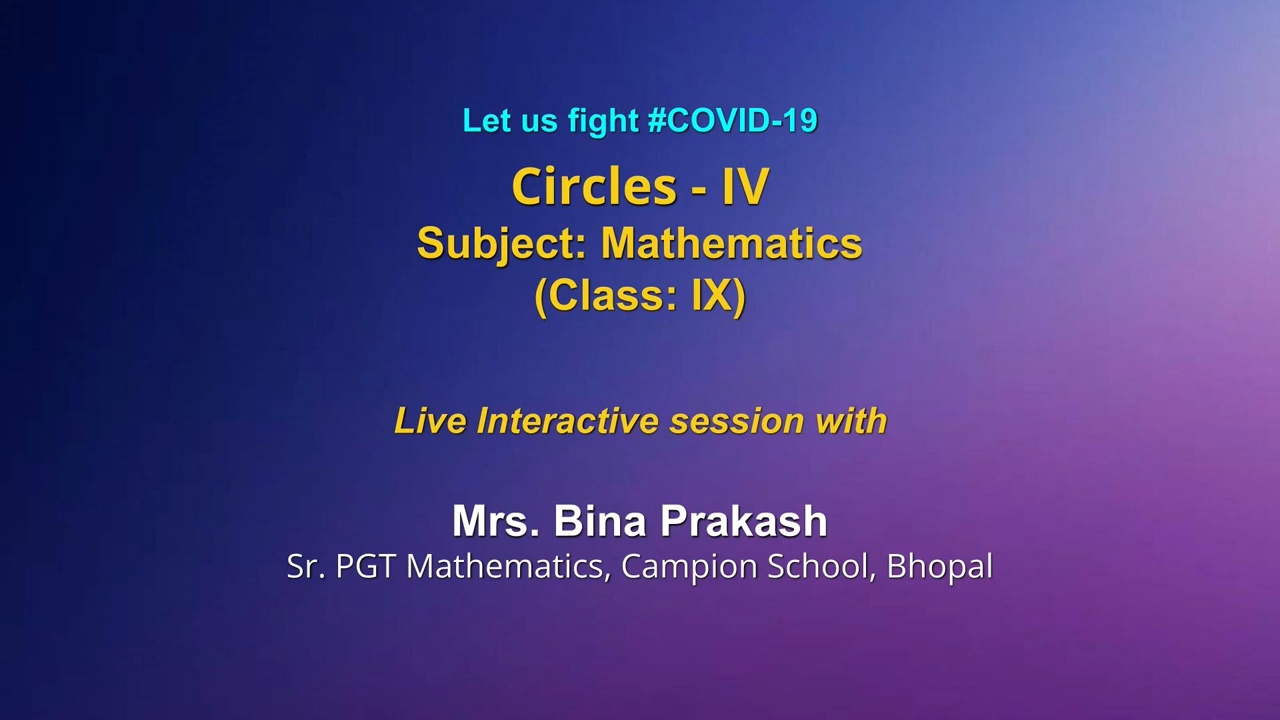 Let us fight #COVID-19
Circles - IV
Subject: Mathematics
(Class: IX)
Live Interactive session with
Mrs. Bina Prakash
Sr. PGT Mathematics, Campion School, Bhopal